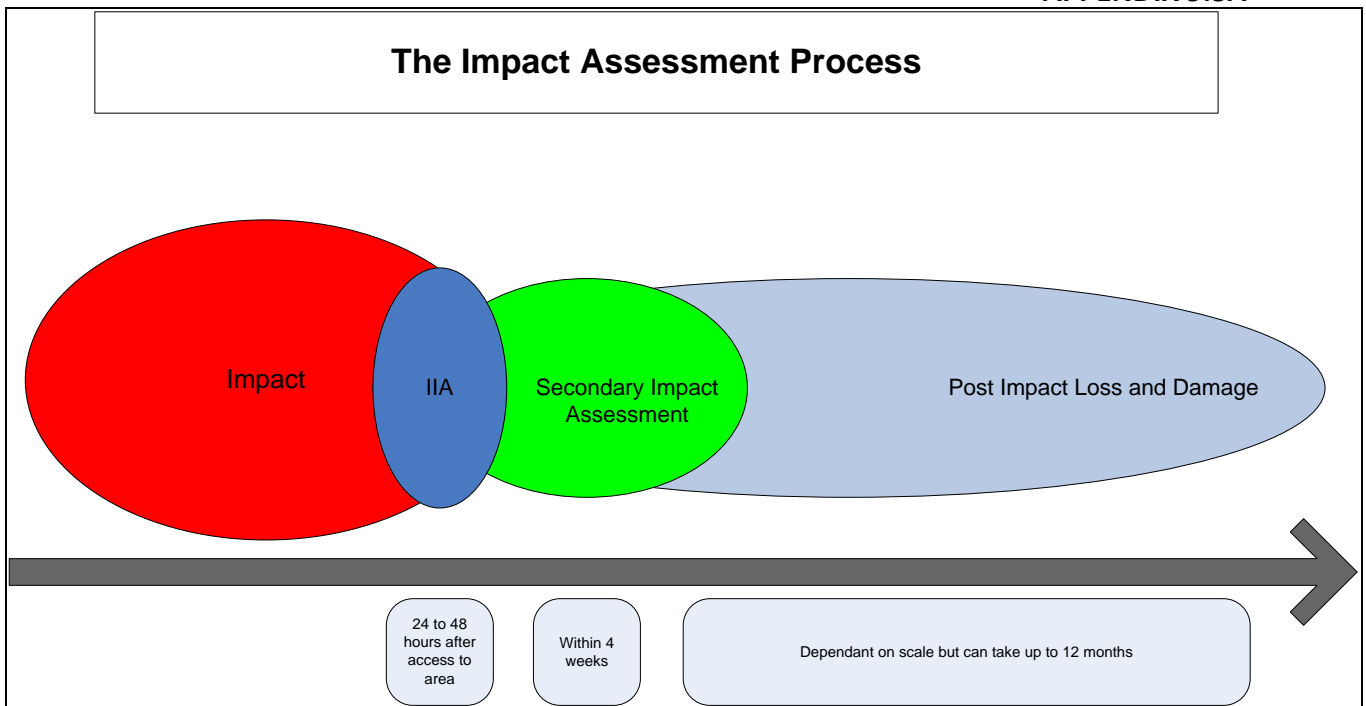 The Impact Assessment Process
Impact
IIA
Secondary Impact
Assessment
Post Impact Loss and Damage
24 to 48
hours after
access to
area
Within 4
weeks
Dependant on scale but can take up to 12 months